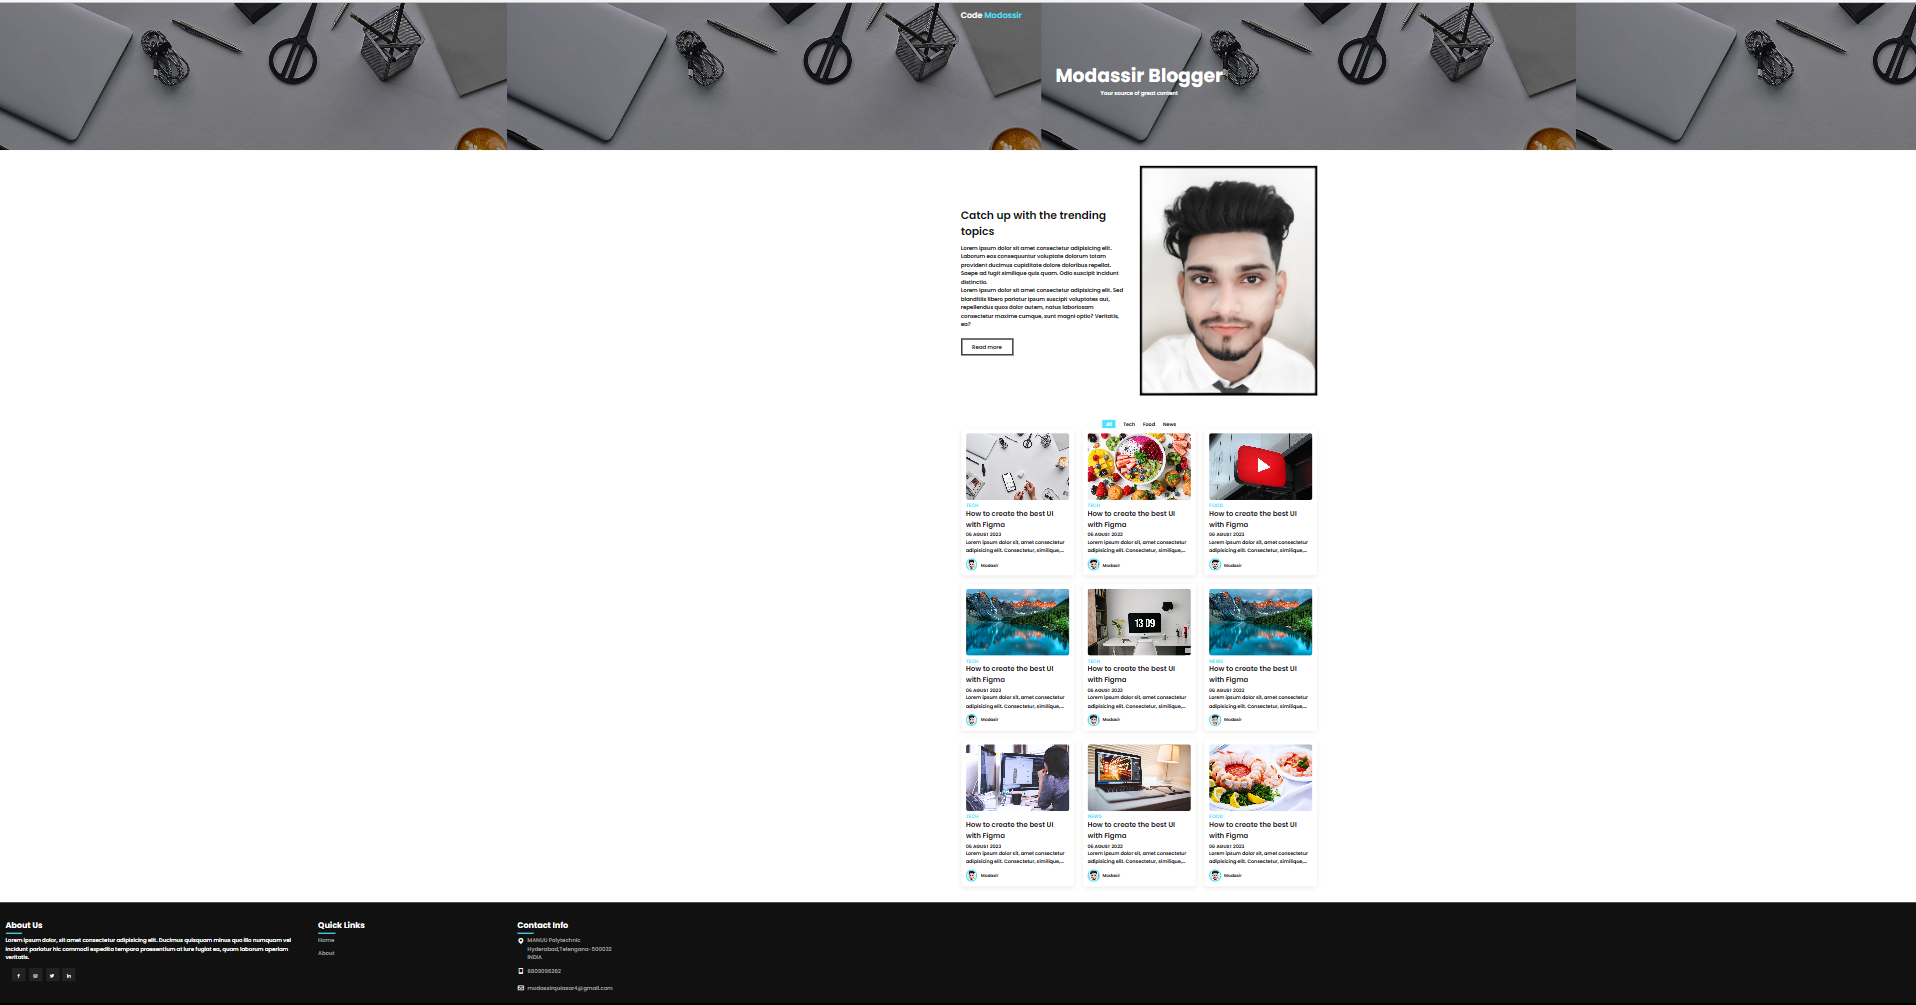 Code Modassir
Modassir Blogger
Your source of great content
Catch up with the trending
topics
Lorem ipsum dolor sit amet consectetur adipisicing elit.
Laborum eos consequuntur voluptate dolorum totam
provident ducimus cupiditate dolore doloribus repellat.
Saepe ad fugit similique quis quam. Odio suscipit incidunt
distinctio.
Lorem ipsum dolor sit amet consectetur adipisicing elit. Sed
blanditiis libero pariatur ipsum suscipit voluptates aut,
repellendus quos dolor autem, natus laboriosam
consectetur maxime cumque, sunt magni optio? Veritatis,
ea?
Read more
All Tech Food News
TECH
How to create the best UI
with Figma
06 AGUST 2023
Lorem ipsum dolor sit, amet consectetur
adipisicing elit. Consectetur, similique,...
Modasir
TECH
How to create the best UI
with Figma
06 AGUST 2023
Lorem ipsum dolor sit, amet consectetur
adipisicing elit. Consectetur, similique,...
Modasir
FOOD
How to create the best UI
with Figma
06 AGUST 2023
Lorem ipsum dolor sit, amet consectetur
adipisicing elit. Consectetur, similique,...
Modasir
TECH
How to create the best UI
with Figma
06 AGUST 2023
Lorem ipsum dolor sit, amet consectetur
adipisicing elit. Consectetur, similique,...
Modasir
13 09
TECH
How to create the best UI
with Figma
06 AGUST 2023
Lorem ipsum dolor sit, amet consectetur
adipisicing elit. Consectetur, similique,...
Modasir
NEWS
How to create the best UI
with Figma
06 AGUST 2023
Lorem ipsum dolor sit, amet consectetur
adipisicing elit. Consectetur, similique,...
Modasir
TECH
How to create the best UI
with Figma
06 AGUST 2023
Lorem ipsum dolor sit, amet consectetur
adipisicing elit. Consectetur, similique,...
Modasir
NEWS
How to create the best UI
with Figma
06 AGUST 2023
Lorem ipsum dolor sit, amet consectetur
adipisicing elit. Consectetur, similique,...
Modasir
FOOD
How to create the best UI
with Figma
06 AGUST 2023
Lorem ipsum dolor sit, amet consectetur
adipisicing elit. Consectetur, similique,...
Modasir
About Us
Lorem ipsum dolor, sit amet consectetur adipisicing elit. Ducimus quisquam minus quo illo numquam vel
incidunt pariatur hic commodi expedita tempora praesentium at iure fugiat ea, quam laborum aperiam
veritatis.
Quick Links
Home
About
Contact Info
MANUU Polytechnic
Hyderabad,Telengana-500032
INDIA
8809096282
modassirquiasar4@gmail.com